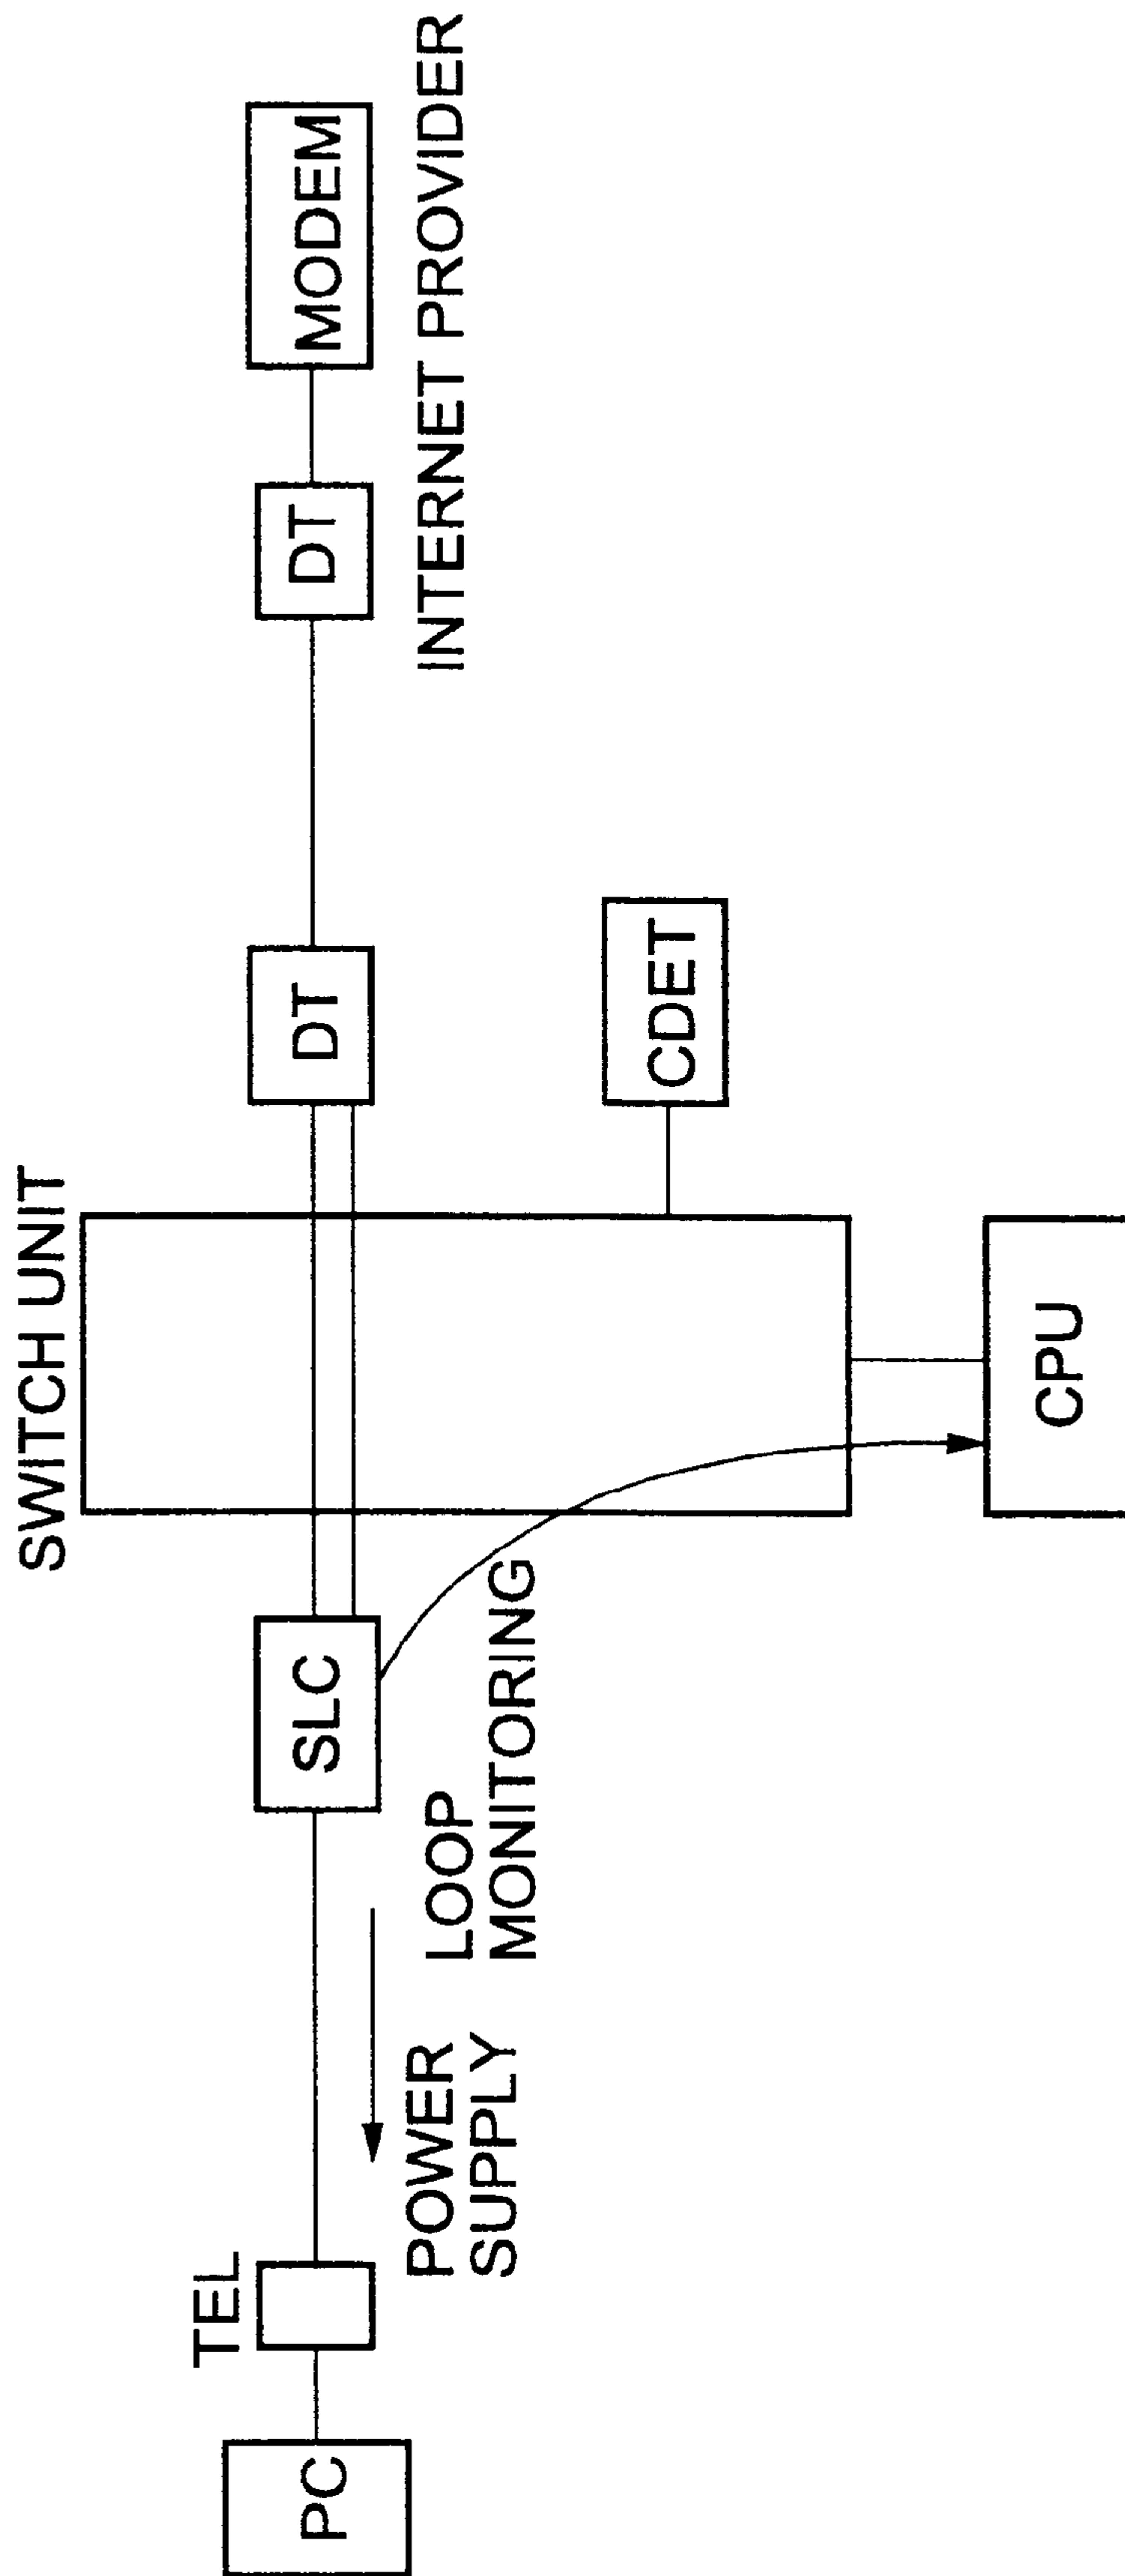 SWITCH UNIT
TEL
PC
SLC
DT
DT
MODEM
POWER
SUPPLY
LOOP
MONITORING
INTERNET PROVIDER
CDET
CPU